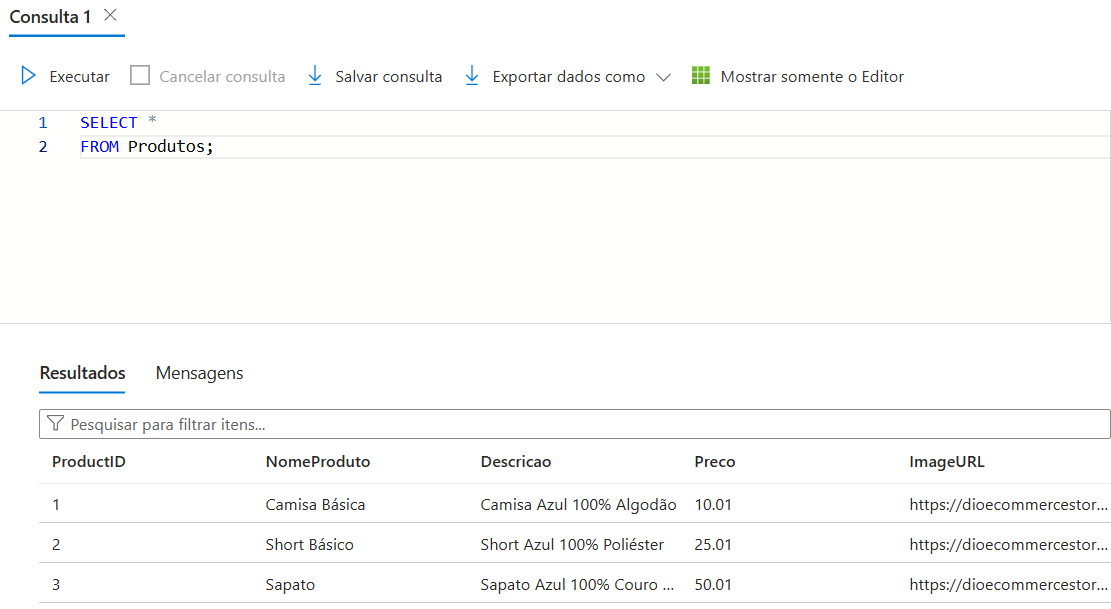 Consulta 1
Executar Cancelar consulta Salvar consulta Exportar dados como Mostrar somente o Editor
1 SELECT *
2 FROM Produtos;
Resultados Mensagens
Pesquisar para filtrar itens...
ProductID NomeProduto Descricao Preco ImageURL
1 Camisa Básica Camisa Azul 100% Algodão 10.01 https://dioecommercestor...
2 Short Básico Short Azul 100% Poliéster 25.01 https://dioecommercestor...
3 Sapato Sapato Azul 100% Couro ... 50.01 https://dioecommercestor...